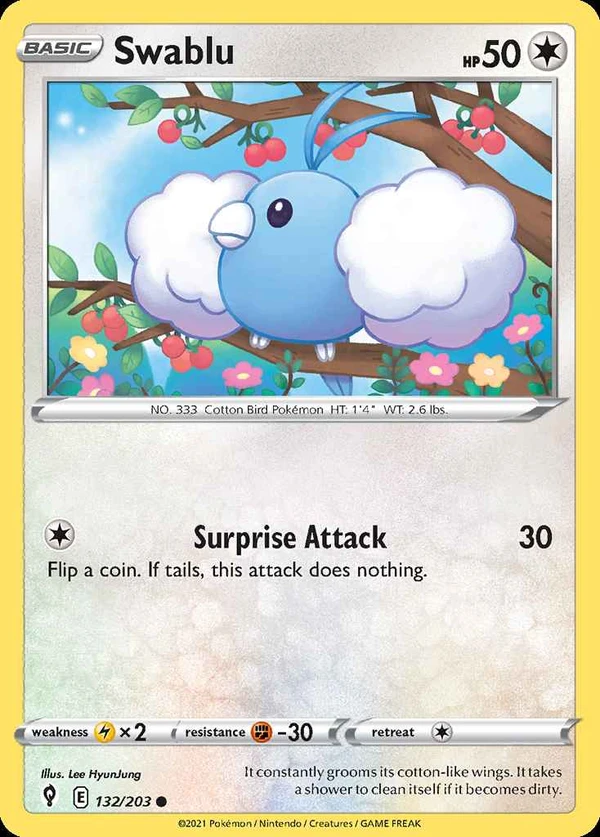 BASIC Swablu HP 50
NO. 333 Cotton Bird Pokémon HT: 1'4" WT: 2.6 lbs.
Surprise Attack 30
Flip a coin. If tails, this attack does nothing.
weakness ×2 resistance -30 retreat
Illus. Lee HyunJung
It constantly grooms its cotton-like wings. It takes
a shower to clean itself if it becomes dirty.
E 132/203
©2021 Pokémon / Nintendo / Creatures / GAME FREAK